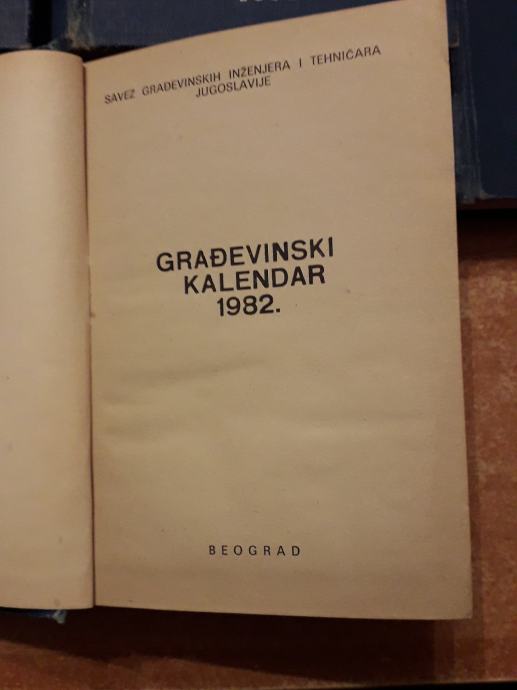 SAVEZ GRAĐEVINSKIH INŽENJERA I TEHNIČARA
JUGOSLAVIJE
GRAĐEVINSKI
KALENDAR
1982.
BEOGRAD